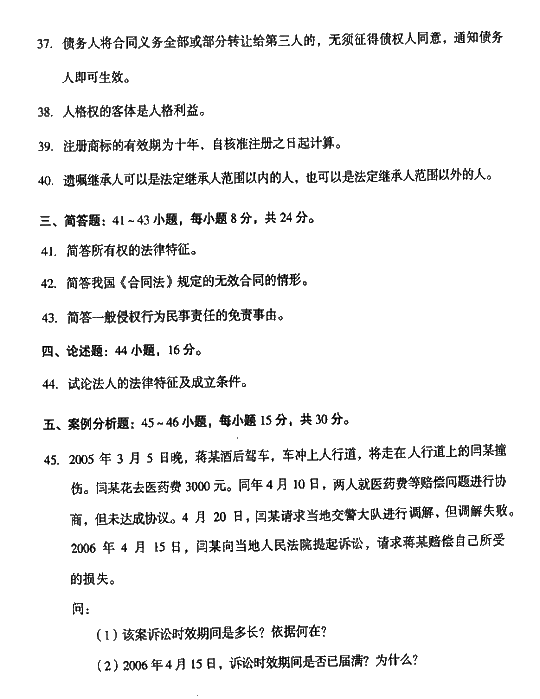 37. 债务人将合同义务全部或部分转让给第三人的，无须征得债权人同意，通知债务
人即可生效。
38. 人格权的客体是人格利益。
39. 注册商标的有效期为十年，自核准注册之日起计算。
40. 遗嘱继承人可以是法定继承人范围以内的人，也可以是法定继承人范围以外的人。
三、简答题：41～43小题，每小题8分，共24分。
41. 简答所有权的法律特征。
42. 简答我国《合同法》规定的无效合同的情形。
43. 简答一般侵权行为民事责任的免责事由。
四、论述题：44小题，16分。
44. 试论法人的法律特征及成立条件。
五、案例分析题：45～46小题，每小题15分，共30分。
45. 2005 年 3 月 5 日晚，蒋某酒后驾车，车冲上人行道，将走在人行道上的闫某撞
伤。闫某花去医药费3000元。同年4月10日，两人就医药费等赔偿问题进行协
商，但未达成协议。4 月 20 日，闫某请求当地交警大队进行调解，但调解失败。
2006 年 4 月 15 日，闫某向当地人民法院提起诉讼，请求蒋某赔偿自己所受
的损失。
问：
（1）该案诉讼时效期间是多长？依据何在？
（2）2006年4月15日，诉讼时效期间是否已届满？为什么？